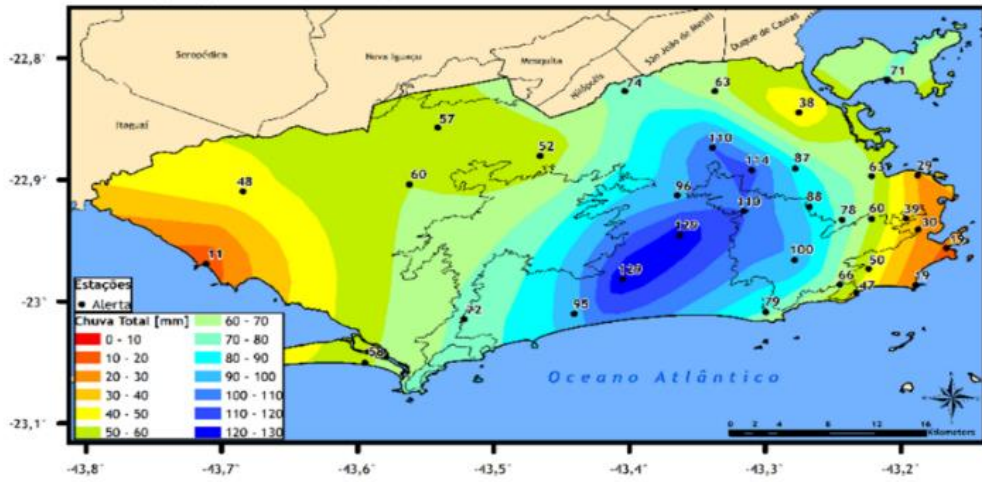 -22,8°
-22,9°
-23°
-23,1°
Seropédica
Nova Iguaçu
Mesquita
Nilópolis
São João de Meriti
Duque de Caxias
Itaguaí
71
74
63
38
57
52
110
114
87
63
29
48
60
96
88
78
60
39
30
11
100
50
66
47
19
72
95
79
58
Estações
Alerta
Chuva Total [mm]
0 - 10
10 - 20
20 - 30
30 - 40
40 - 50
50 - 60
60 - 70
70 - 80
80 - 90
90 - 100
100 - 110
110 - 120
120 - 130
Oceano Atlântico
0 2 4 8 12 16
Kilometers
-43,8°
-43,7°
-43,6°
-43,5°
-43,4°
-43,3°
-43,2°